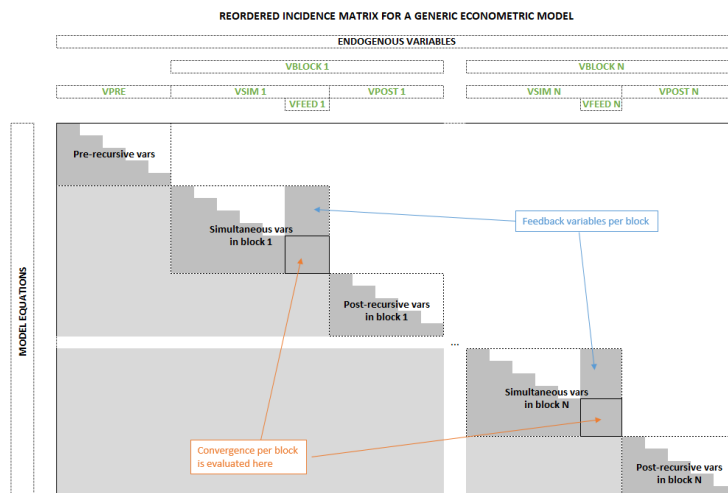 REORDERED INCIDENCE MATRIX FOR A GENERIC ECONOMETRIC MODEL
ENDOGENOUS VARIABLES
VBLOCK 1
VBLOCK N
VPRE
VSIM 1
VPOST 1
VSIM N
VPOST N
VFEED 1
VFEED N
...
MODEL EQUATIONS
Pre-recursive vars
Simultaneous vars
in block 1
Feedback variables per block
Post-recursive vars
in block 1
...
Simultaneous vars
in block N
Convergence per block
is evaluated here
Post-recursive vars
in block N